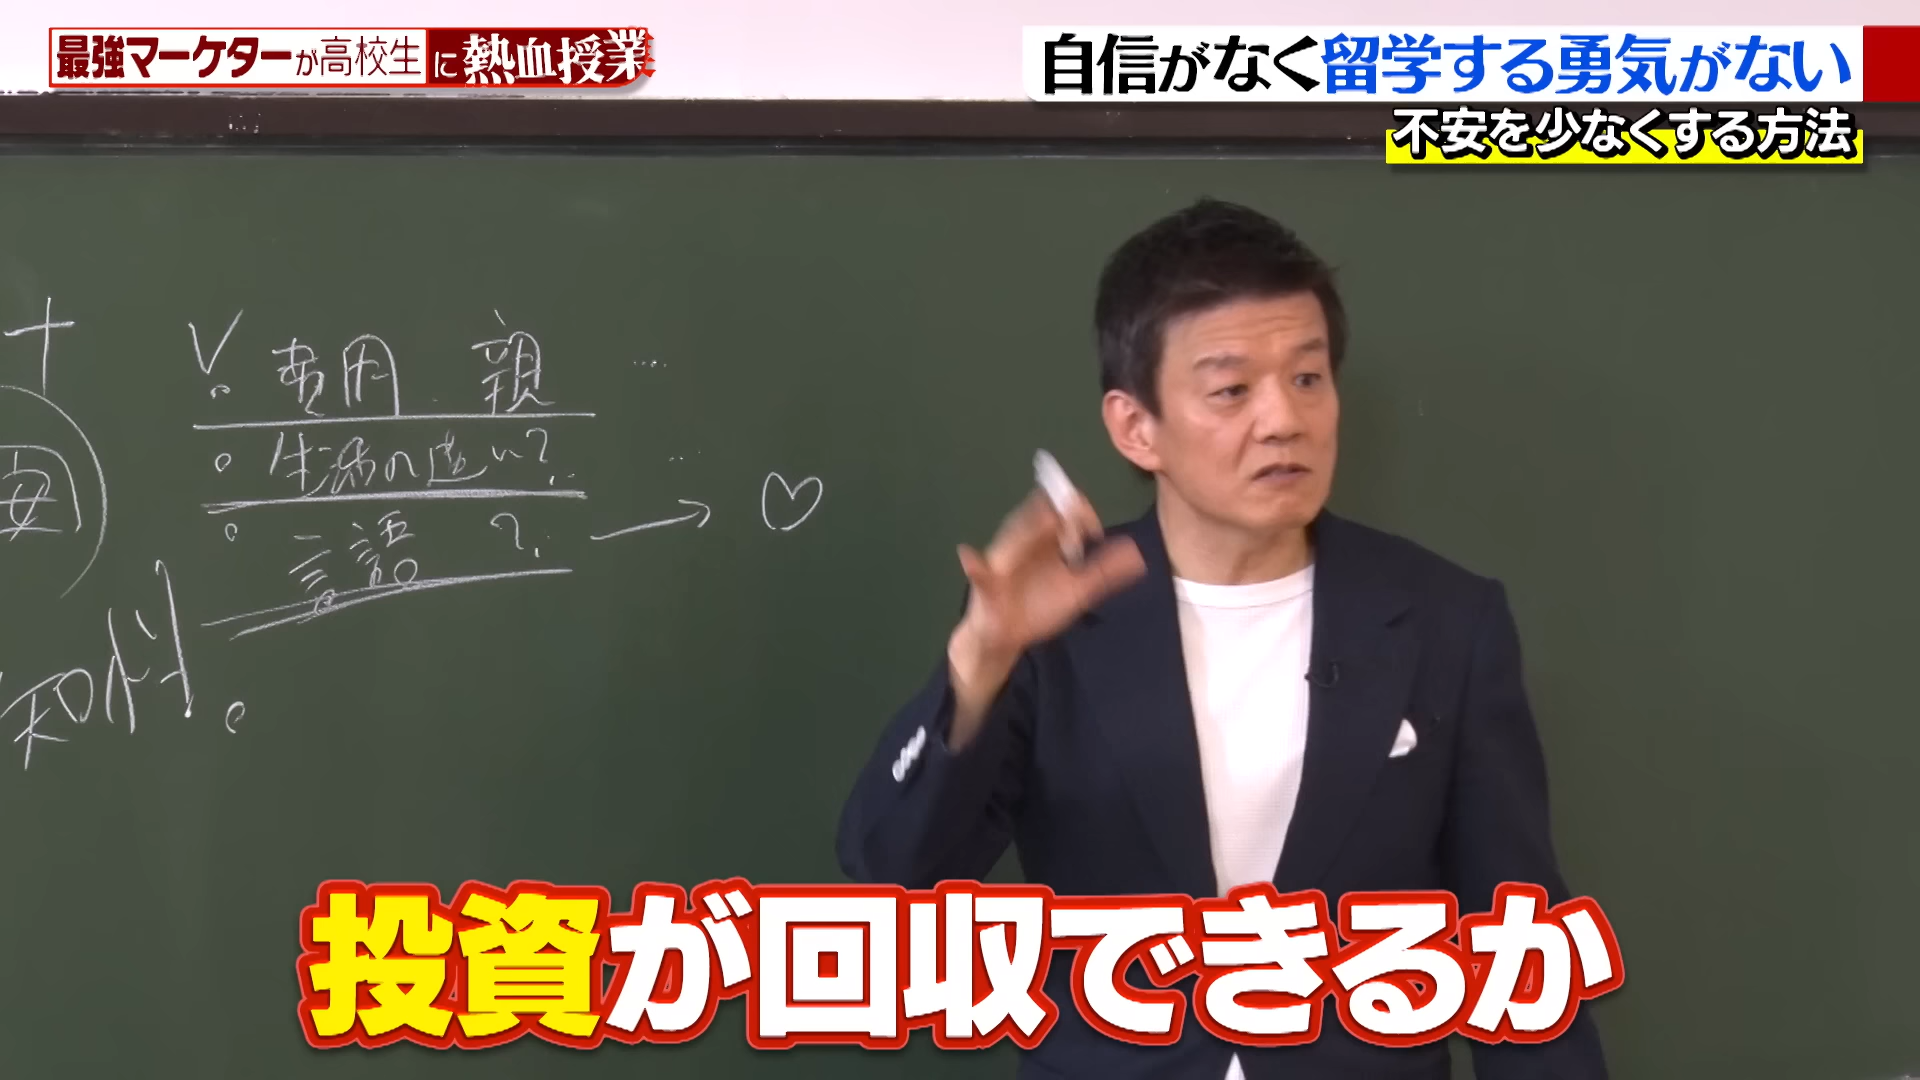 最強マーケターが高校生に熱血授業
自信がなく留学する勇気がない
不安を少なくする方法
費用 親 ....
生活の違い?
言語 ?
安
知
投資が回収できるか